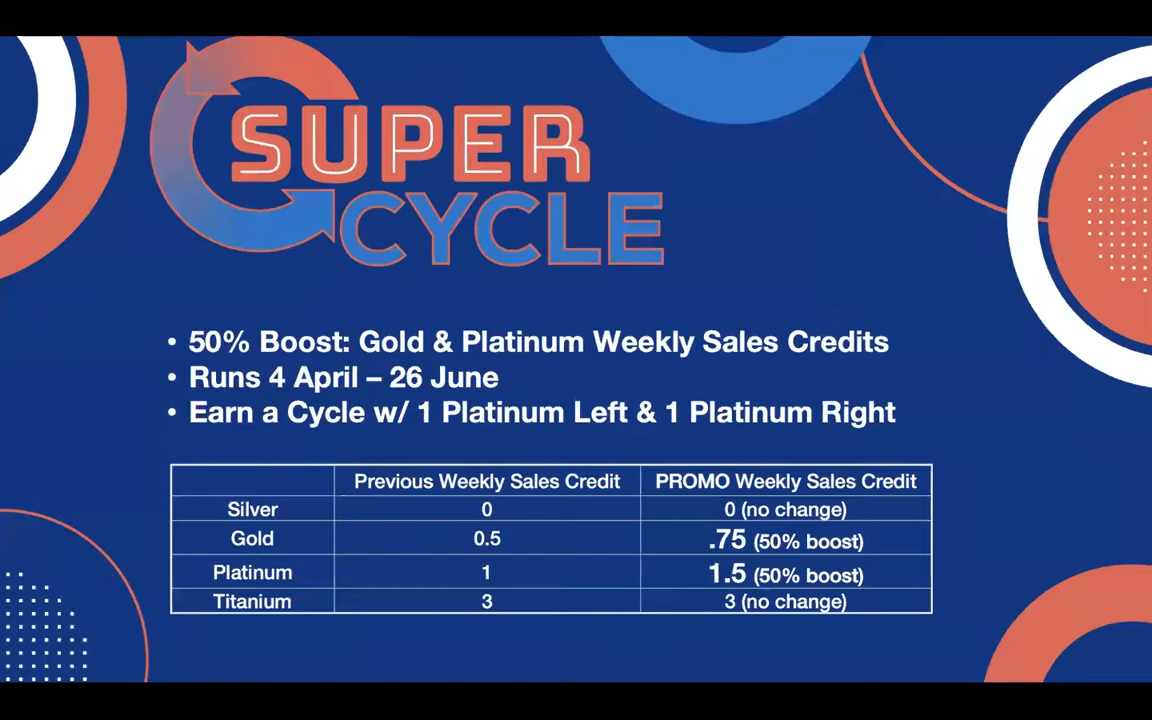 SUPER
CYCLE
• 50% Boost: Gold & Platinum Weekly Sales Credits
• Runs 4 April – 26 June
• Earn a Cycle w/ 1 Platinum Left & 1 Platinum Right
Previous Weekly Sales Credit PROMO Weekly Sales Credit
Silver 0 0 (no change)
Gold 0.5 .75 (50% boost)
Platinum 1 1.5 (50% boost)
Titanium 3 3 (no change)